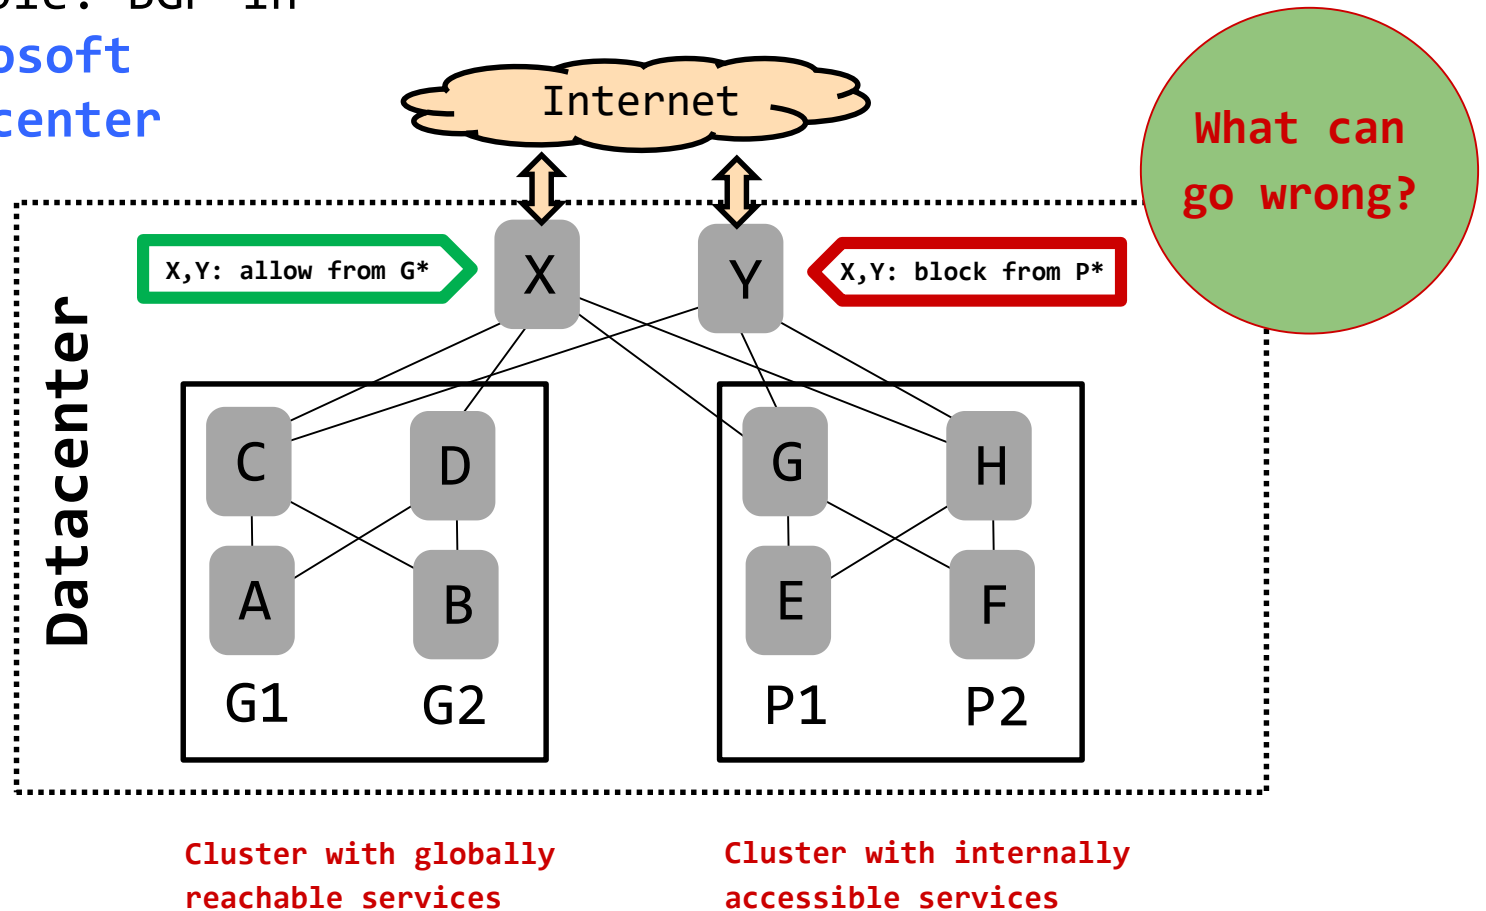 osoft
center
Internet
What can
go wrong?
X,Y: allow from G*
X
Y
X,Y: block from P*
Datacenter
C
D
G
H
A
B
E
F
G1
G2
P1
P2
Cluster with globally
reachable services
Cluster with internally
accessible services